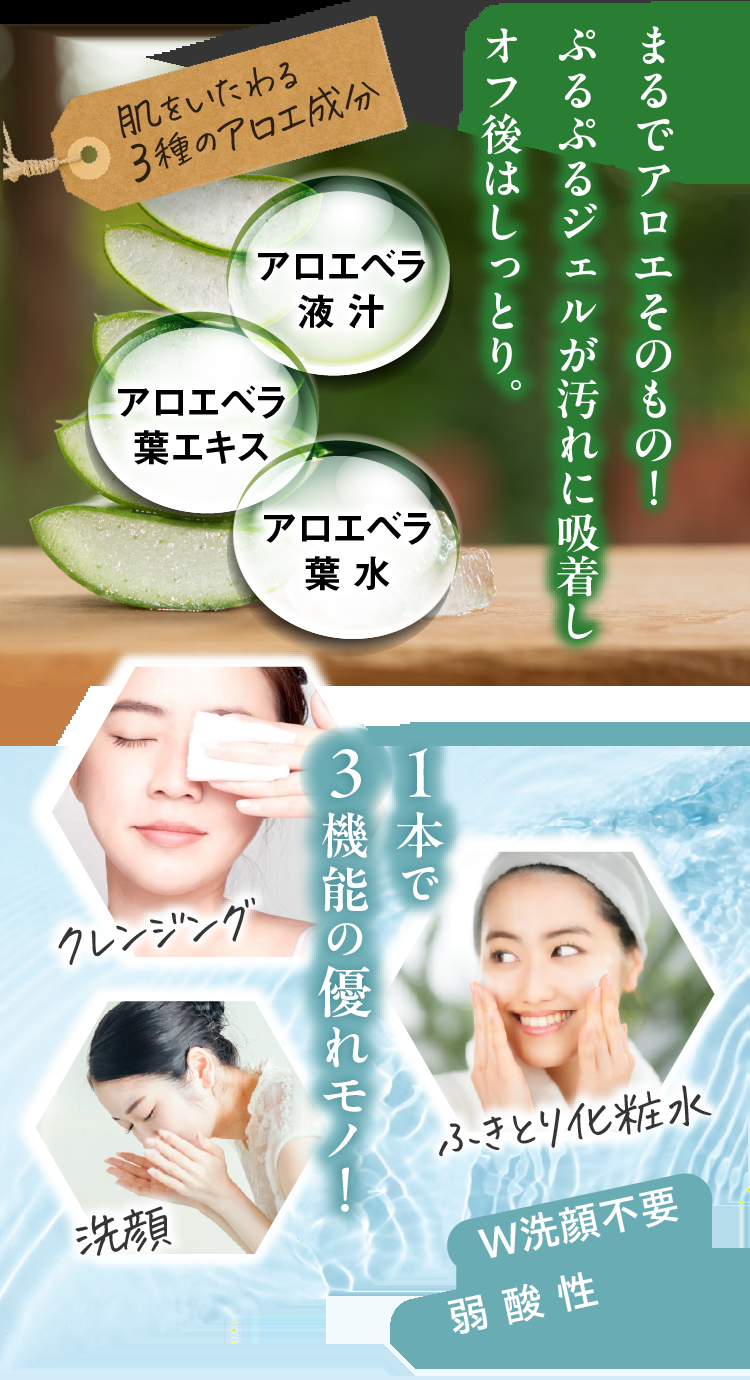 まるでアロエそのもの！
ぷるぷるジェルが汚れに吸着し
オフ後はしっとり。
肌をいたわる
3種のアロエ成分
アロエベラ
液汁
アロエベラ
葉エキス
アロエベラ
葉水
1本で
3機能の優れモノ！
クレンジング
ふきとり化粧水
洗顔
W洗顔不要
弱酸性